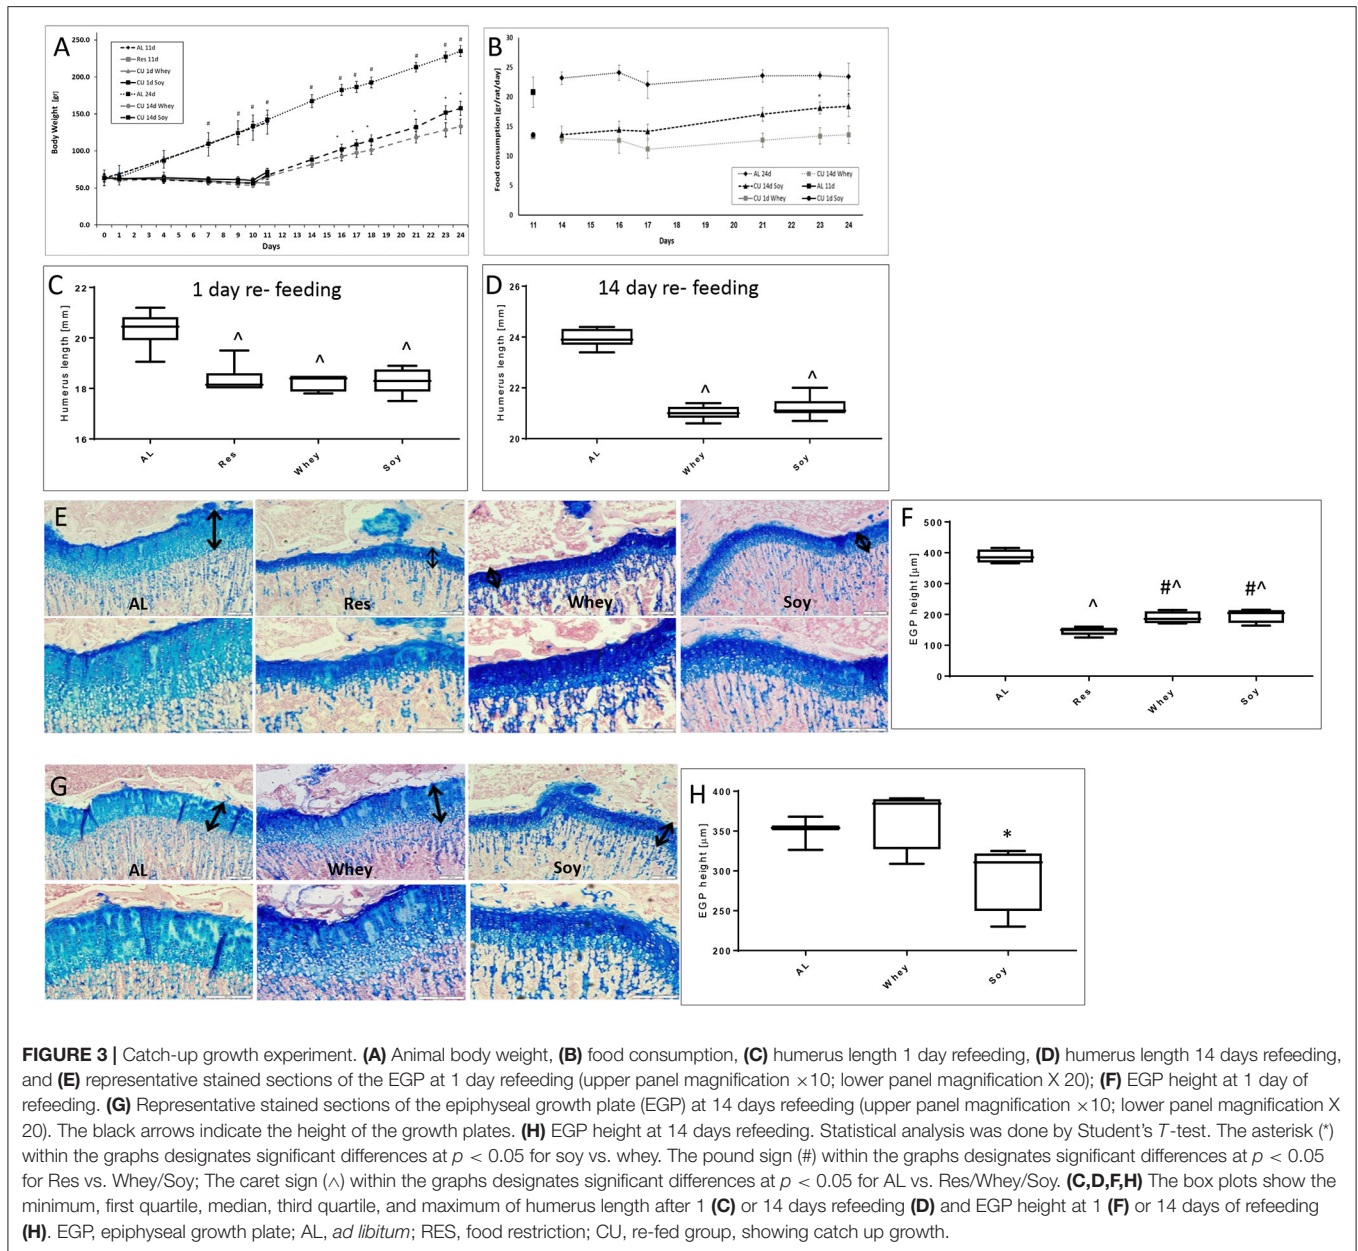 A
250.0
200.0
150.0
100.0
50.0
0.0
Body Weight [gr]
AL 11d
Res 11d
CU 1d Whey
CU 1d Soy
AL 24d
CU 14d Whey
CU 14d Soy
# # # # # # # # # #
* * * * * *
0 1 3 4 6 7 9 10 11 13 14 16 17 18 20 21 23 24
Days
B
30
25
20
15
10
5
0
Food consumption [gr/rat/day]
* *
AL 24d
CU 14d Whey
CU 14d Soy
AL 11d
CU 1d Whey
CU 1d Soy
11 14 15 16 17 18 19 20 21 22 23 24
Days
C
1 day re- feeding
22
20
18
16
Humerus length [mm]
^ ^ ^
AL Res Whey Soy
D
14 day re- feeding
26
24
22
20
Humerus length [mm]
^ ^
AL Whey Soy
E
AL Res Whey Soy
F
500
400
300
200
100
0
EGP height [µm]
^ #^ #^
AL Res Whey Soy
G
AL Whey Soy
H
400
350
300
250
200
EGP height [µm]
*
AL Whey Soy
FIGURE 3 | Catch-up growth experiment. (A) Animal body weight, (B) food consumption, (C) humerus length 1 day refeeding, (D) humerus length 14 days refeeding,
and (E) representative stained sections of the EGP at 1 day refeeding (upper panel magnification ×10; lower panel magnification X 20); (F) EGP height at 1 day of
refeeding. (G) Representative stained sections of the epiphyseal growth plate (EGP) at 14 days refeeding (upper panel magnification ×10; lower panel magnification X
20). The black arrows indicate the height of the growth plates. (H) EGP height at 14 days refeeding. Statistical analysis was done by Student's T-test. The asterisk (*)
within the graphs designates significant differences at p < 0.05 for soy vs. whey. The pound sign (#) within the graphs designates significant differences at p < 0.05
for Res vs. Whey/Soy; The caret sign (^) within the graphs designates significant differences at p < 0.05 for AL vs. Res/Whey/Soy. (C,D,F,H) The box plots show the
minimum, first quartile, median, third quartile, and maximum of humerus length after 1 (C) or 14 days refeeding (D) and EGP height at 1 (F) or 14 days of refeeding
(H). EGP, epiphyseal growth plate; AL, ad libitum; RES, food restriction; CU, re-fed group, showing catch up growth.